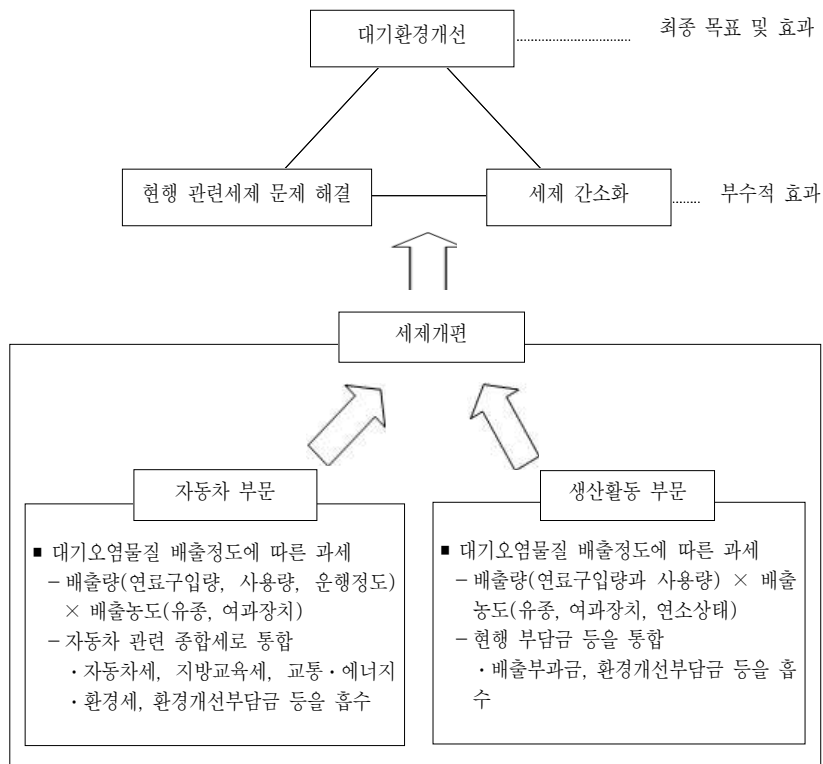 대기환경개선
최종 목표 및 효과
현행 관련세제 문제 해결
세제 간소화
부수적 효과
세제개편
자동차 부문
■ 대기오염물질 배출정도에 따른 과세
－배출량(연료구입량, 사용량, 운행정도)
× 배출농도(유종, 여과장치)
－자동차 관련 종합세로 통합
·자동차세, 지방교육세, 교통·에너지
·환경세, 환경개선부담금 등을 흡수
생산활동 부문
■ 대기오염물질 배출정도에 따른 과세
－배출량(연료구입량과 사용량) × 배출
농도(유종, 여과장치, 연소상태)
－현행 부담금 등을 통합
·배출부과금, 환경개선부담금 등을 흡
수